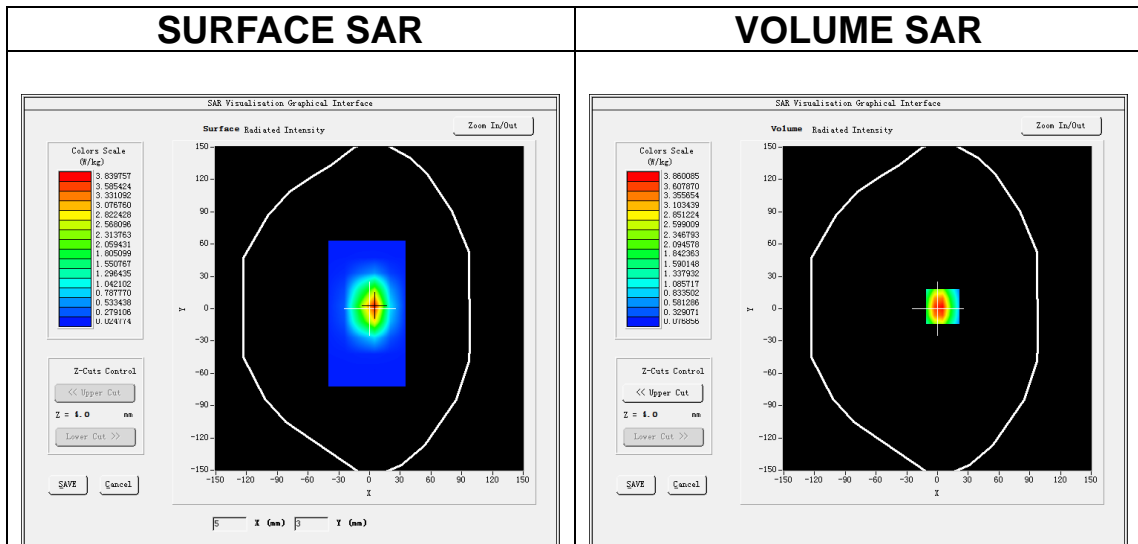 SURFACE SAR
VOLUME SAR
SAR Visualisation Graphical Interface
Surface Radiated Intensity
Zoom In/Out
Colors Scale
(W/kg)
3.839757
3.585424
3.331092
3.076760
2.822428
2.568096
2.313763
2.059431
1.805099
1.550767
1.296435
1.042102
0.787770
0.533438
0.279106
0.024774
150
120
90
60
30
0
-30
-60
-90
-120
-150
Y
-150 -120 -90 -60 -30 0 30 60 90 120 150
X
Z-Cuts Control
<< Upper Cut
Z = 4.0 mm
Lower Cut >>
SAVE Cancel
5 X (mm) 3 Y (mm)
SAR Visualisation Graphical Interface
Volume Radiated Intensity
Zoom In/Out
Colors Scale
(W/kg)
3.860085
3.607870
3.355654
3.103439
2.851224
2.599009
2.346793
2.094578
1.842363
1.590148
1.337932
1.085717
0.833502
0.581286
0.329071
0.076856
150
120
90
60
30
0
-30
-60
-90
-120
-150
Y
-150 -120 -90 -60 -30 0 30 60 90 120 150
X
Z-Cuts Control
<< Upper Cut
Z = 4.0 mm
Lower Cut >>
SAVE Cancel